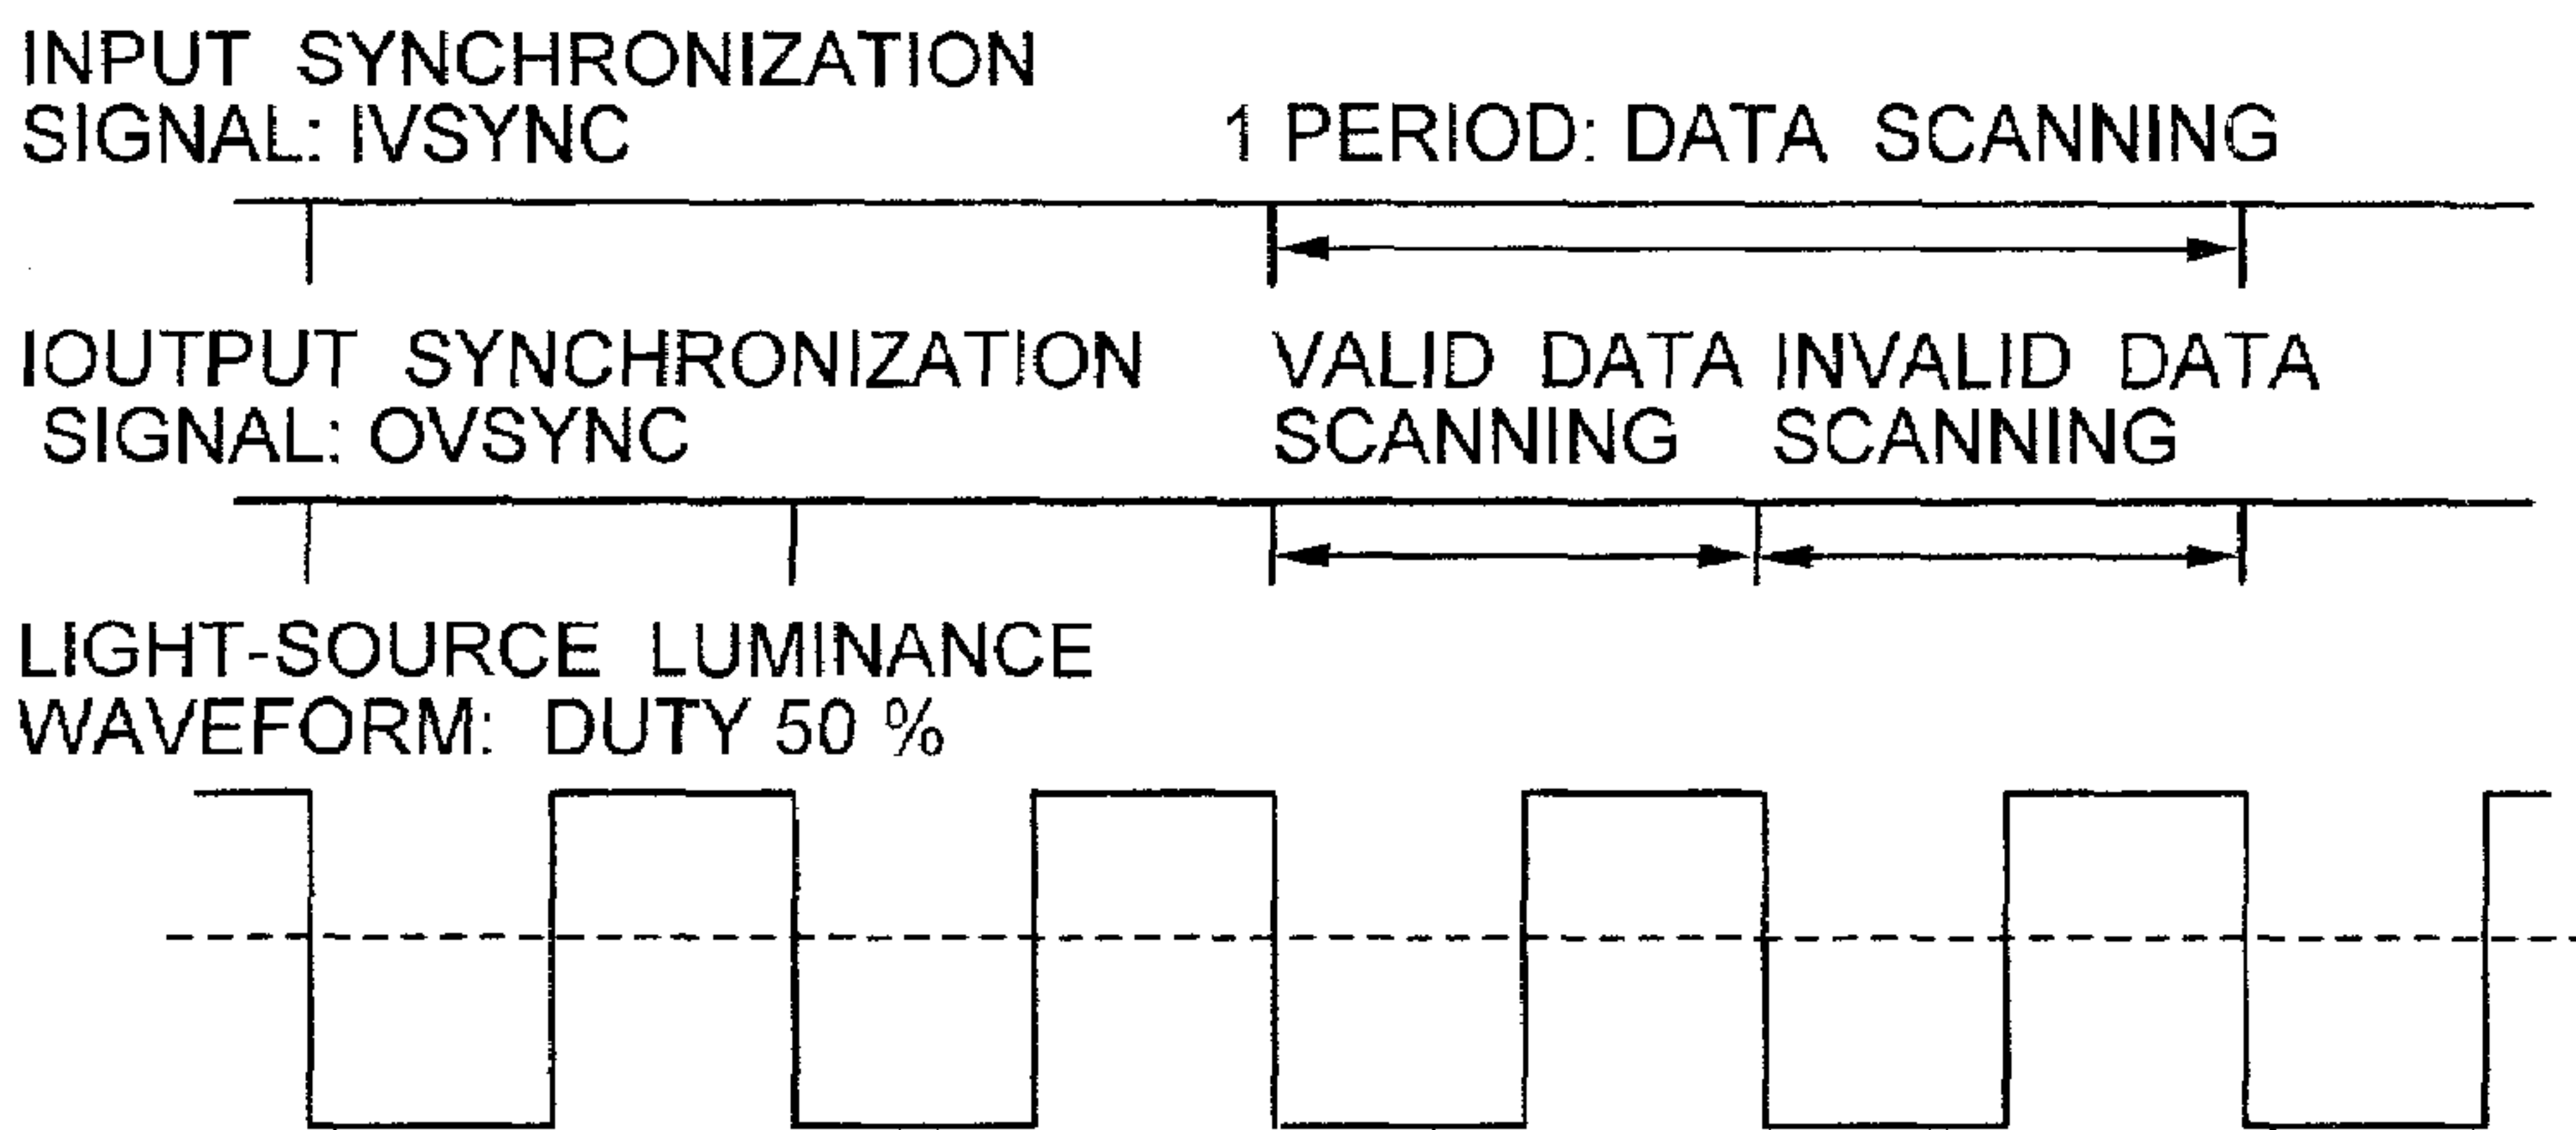 INPUT SYNCHRONIZATION
SIGNAL: IVSYNC
1 PERIOD: DATA SCANNING
IOUTPUT SYNCHRONIZATION
SIGNAL: OVSYNC
VALID DATA
SCANNING
INVALID DATA
SCANNING
LIGHT-SOURCE LUMINANCE
WAVEFORM: DUTY 50 %